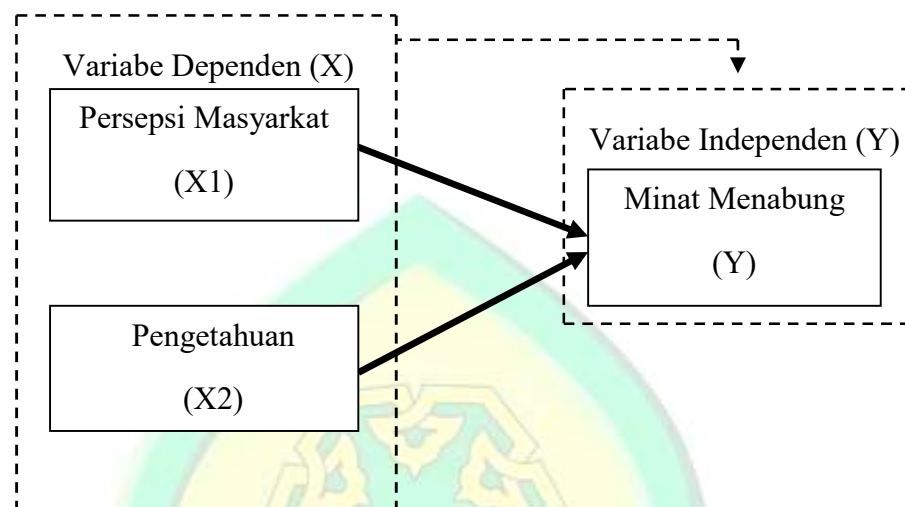 Variabe Dependen (X)
Persepsi Masyarkat
(X1)
Pengetahuan
(X2)
Variabe Independen (Y)
Minat Menabung
(Y)